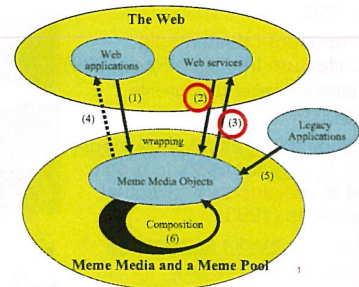 The Web
Web
applications
Web services
(1)
(2)
(3)
(4)
Legacy
Applications
wrapping
(5)
Meme Media Objects
Composition
(6)
Meme Media and a Meme Pool
1